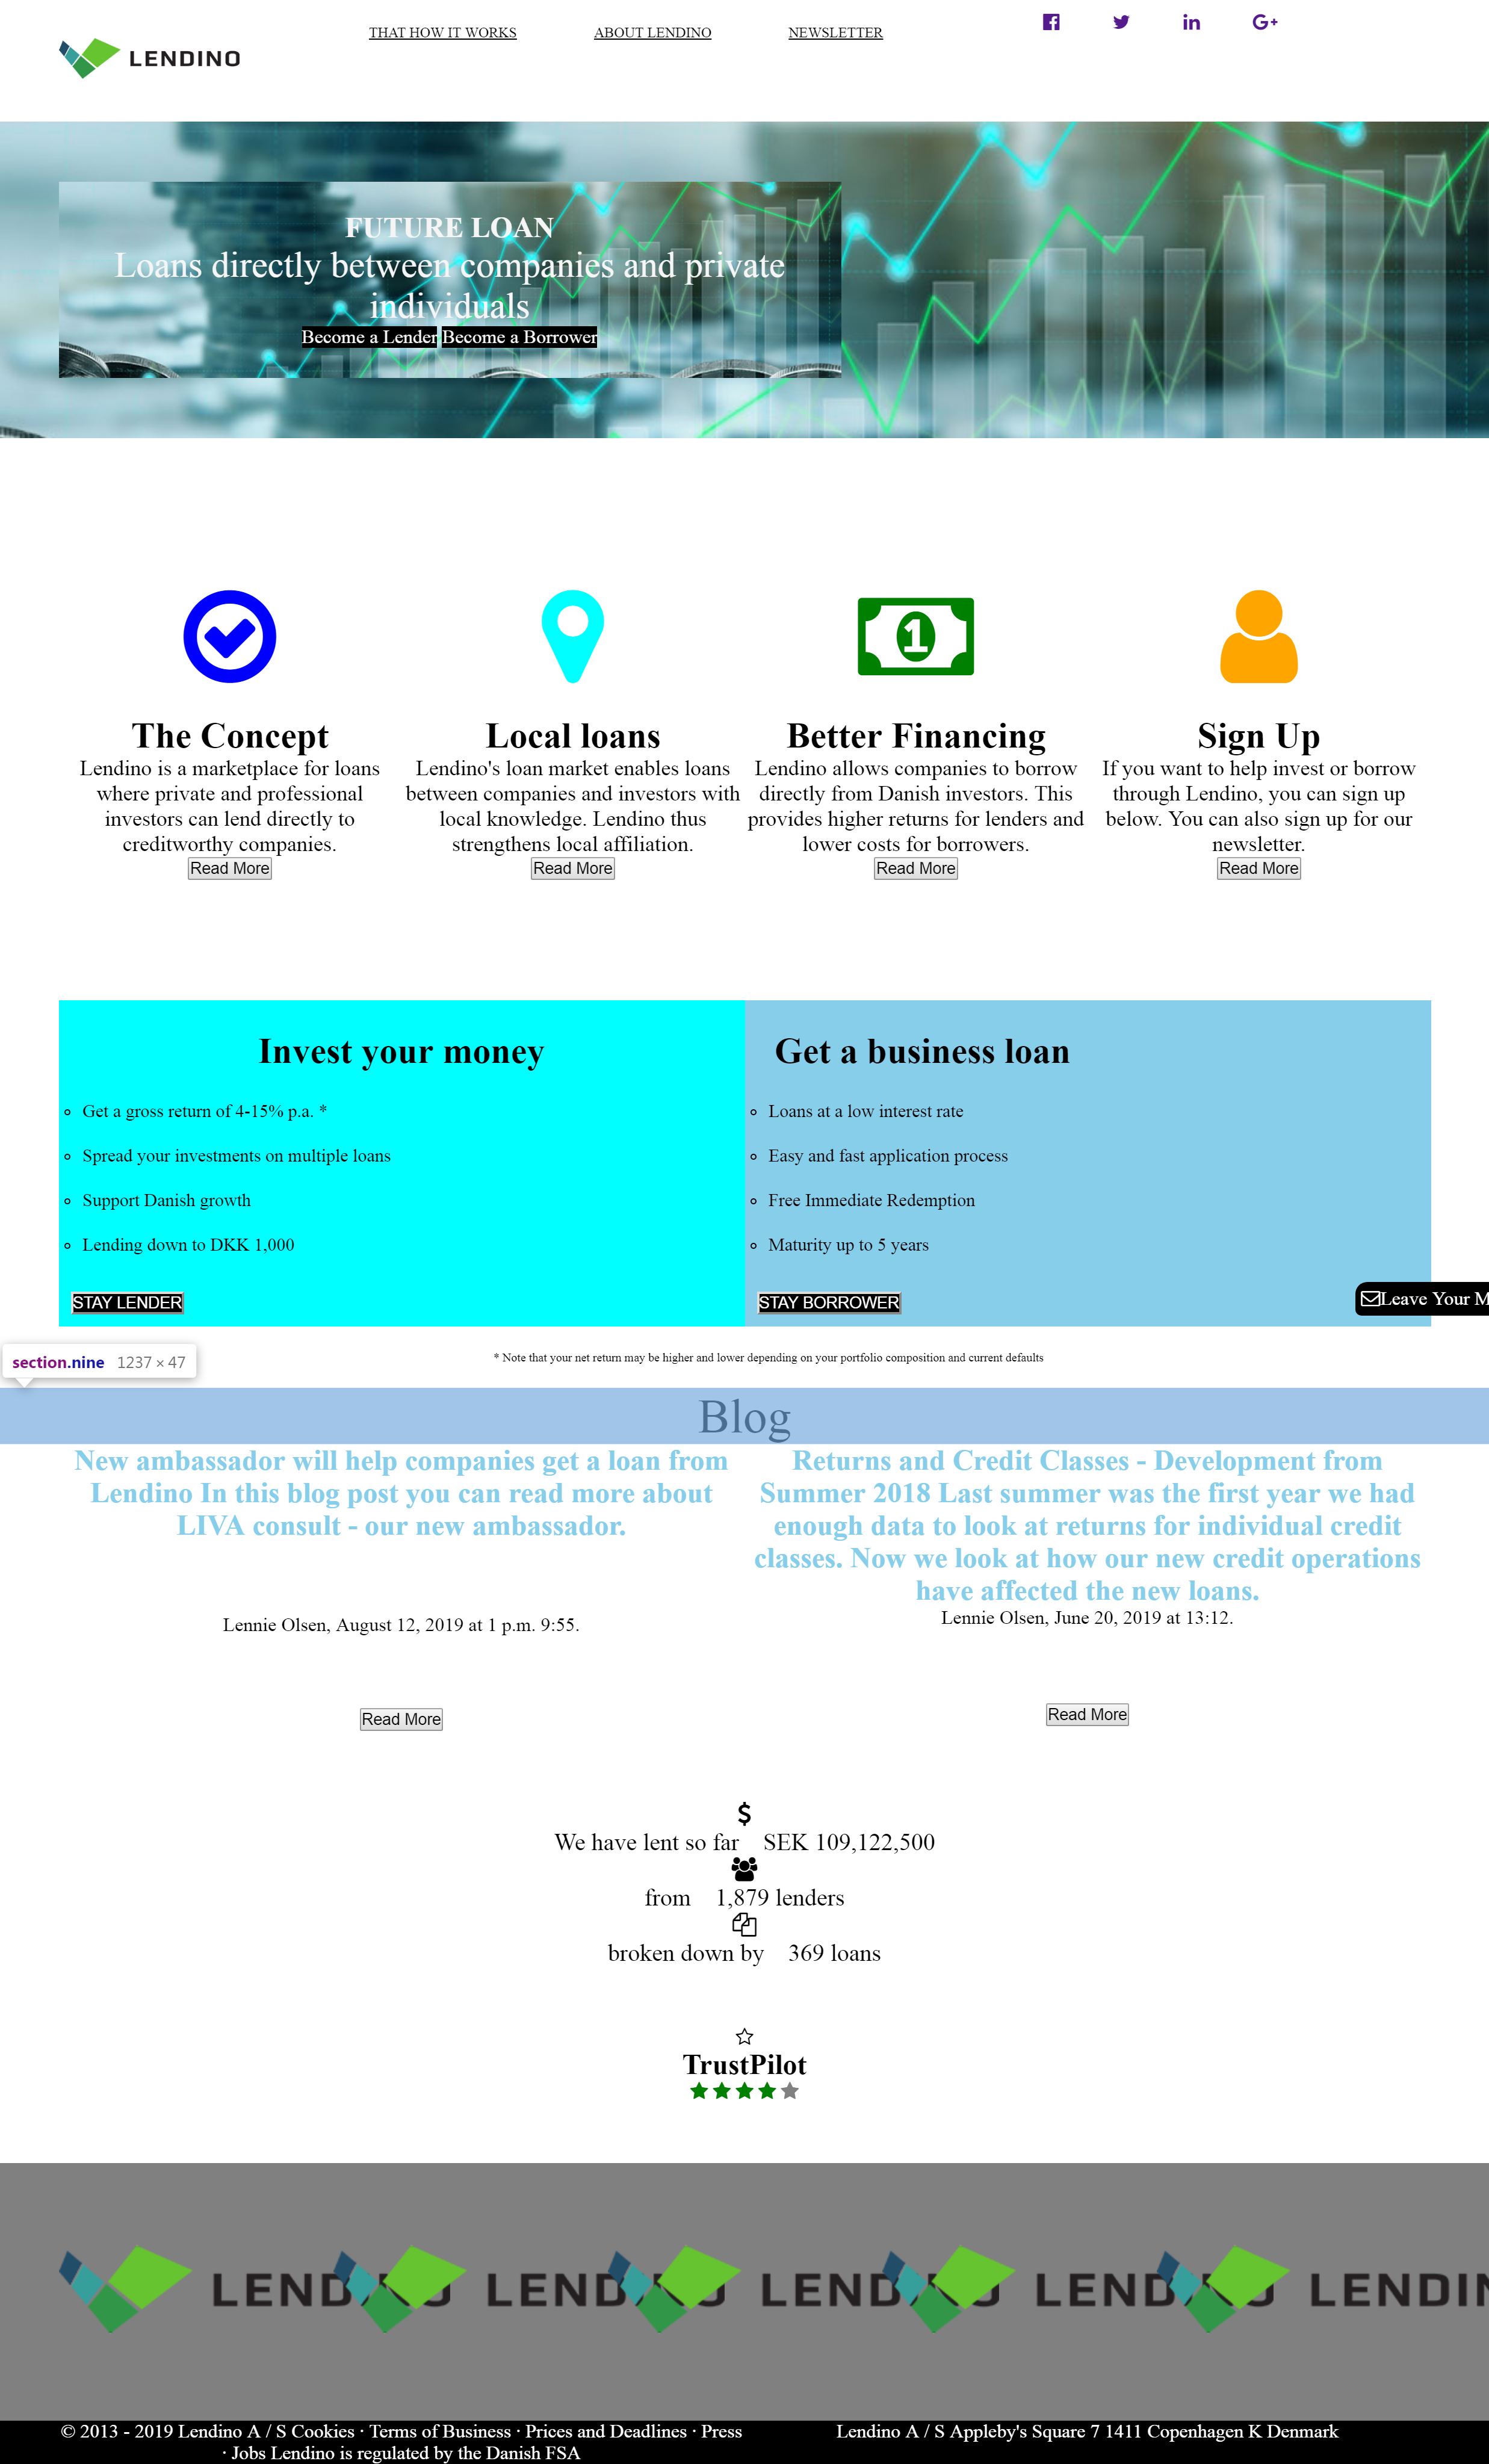 LENDINO
THAT HOW IT WORKS
ABOUT LENDINO
NEWSLETTER
FUTURE LOAN
Loans directly between companies and private
individuals
Become a Lender Become a Borrower
The Concept
Lendino is a marketplace for loans
where private and professional
investors can lend directly to
creditworthy companies.
Read More
Local loans
Lendino's loan market enables loans
between companies and investors with
local knowledge. Lendino thus
strengthens local affiliation.
Read More
Better Financing
Lendino allows companies to borrow
directly from Danish investors. This
provides higher returns for lenders and
lower costs for borrowers.
Read More
Sign Up
If you want to help invest or borrow
through Lendino, you can sign up
below. You can also sign up for our
newsletter.
Read More
Invest your money
Get a gross return of 4-15% p.a. *
Spread your investments on multiple loans
Support Danish growth
Lending down to DKK 1,000
STAY LENDER
Get a business loan
Loans at a low interest rate
Easy and fast application process
Free Immediate Redemption
Maturity up to 5 years
STAY BORROWER
Leave Your M
section.nine 1237 × 47
* Note that your net return may be higher and lower depending on your portfolio composition and current defaults
Blog
New ambassador will help companies get a loan from
Lendino In this blog post you can read more about
LIVA consult - our new ambassador.
Lennie Olsen, August 12, 2019 at 1 p.m. 9:55.
Read More
Returns and Credit Classes - Development from
Summer 2018 Last summer was the first year we had
enough data to look at returns for individual credit
classes. Now we look at how our new credit operations
have affected the new loans.
Lennie Olsen, June 20, 2019 at 13:12.
Read More
We have lent so far SEK 109,122,500
from 1,879 lenders
broken down by 369 loans
TrustPilot
LEND O LEND O LEND O LEND O LENDIN
© 2013 - 2019 Lendino A / S Cookies · Terms of Business · Prices and Deadlines · Press
· Jobs Lendino is regulated by the Danish FSA
Lendino A / S Appleby's Square 7 1411 Copenhagen K Denmark